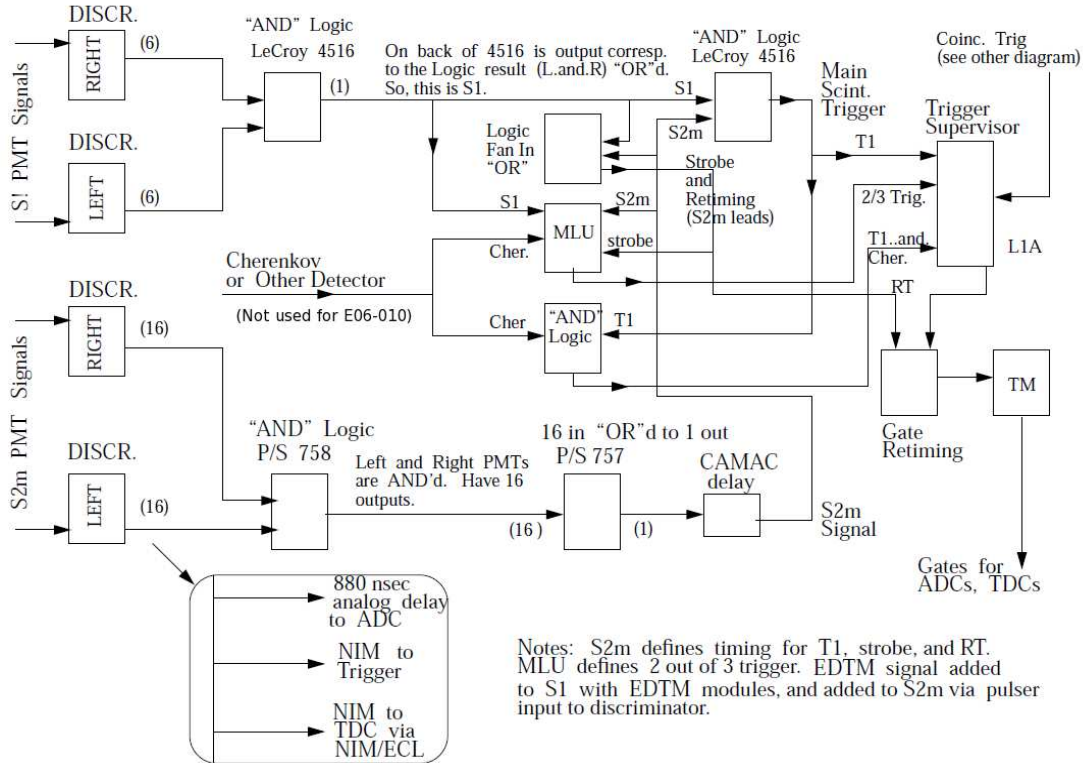 DISCR.
RIGHT
(6)
"AND" Logic
LeCroy 4516
(1)
On back of 4516 is output corresp.
to the Logic result (L.and.R) "OR"d.
So, this is S1.
"AND" Logic
LeCroy 4516
S1
S2m
Main
Scint.
Trigger
Coinc. Trig
(see other diagram)
Trigger
Supervisor
T1
2/3 Trig.
T1..and.
Cher.
L1A
RT
S! PMT Signals
DISCR.
LEFT
(6)
Logic
Fan In
"OR"
Strobe
and
Retiming
(S2m leads)
S1
S2m
MLU
Cher.
strobe
Cherenkov
or Other Detector
(Not used for E06-010)
Cher
"AND"
Logic
T1
S2m PMT Signals
DISCR.
RIGHT
(16)
DISCR.
LEFT
(16)
"AND" Logic
P/S 758
Left and Right PMTs
are AND'd. Have 16
outputs.
16 in "OR"d to 1 out
P/S 757
(16 )
(1)
CAMAC
delay
S2m
Signal
Gate
Retiming
TM
Gates for
ADCs, TDCs
880 nsec
analog delay
to ADC
NIM to
Trigger
NIM to
TDC via
NIM/ECL
Notes: S2m defines timing for T1, strobe, and RT.
MLU defines 2 out of 3 trigger. EDTM signal added
to S1 with EDTM modules, and added to S2m via pulser
input to discriminator.